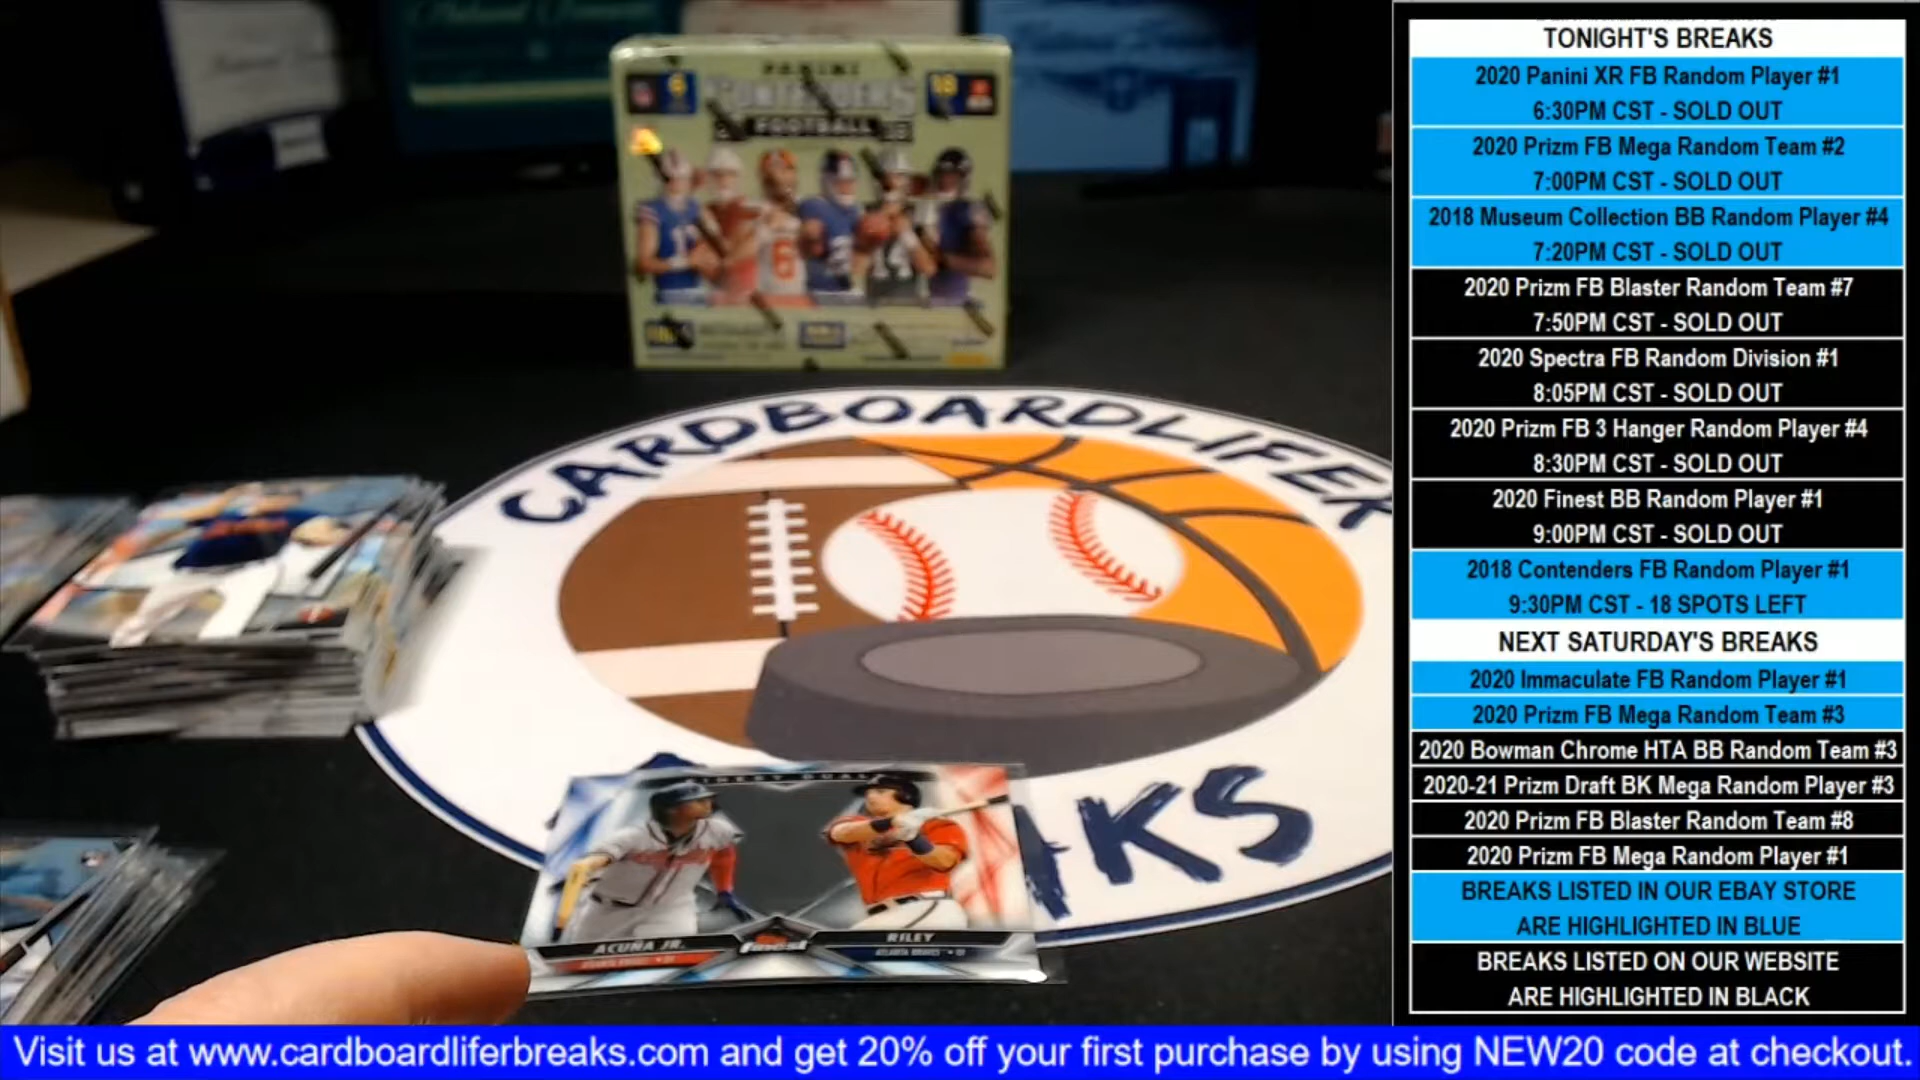 PANINI
CONTENDERS
FOOTBALL
6
18
CARDBOARDLIFER
FINEST DUALS
ACUÑA JR.
finest
RILEY
TONIGHT'S BREAKS
2020 Panini XR FB Random Player #1
6:30PM CST - SOLD OUT
2020 Prizm FB Mega Random Team #2
7:00PM CST - SOLD OUT
2018 Museum Collection BB Random Player #4
7:20PM CST - SOLD OUT
2020 Prizm FB Blaster Random Team #7
7:50PM CST - SOLD OUT
2020 Spectra FB Random Division #1
8:05PM CST - SOLD OUT
2020 Prizm FB 3 Hanger Random Player #4
8:30PM CST - SOLD OUT
2020 Finest BB Random Player #1
9:00PM CST - SOLD OUT
2018 Contenders FB Random Player #1
9:30PM CST - 18 SPOTS LEFT
NEXT SATURDAY'S BREAKS
2020 Immaculate FB Random Player #1
2020 Prizm FB Mega Random Team #3
2020 Bowman Chrome HTA BB Random Team #3
2020-21 Prizm Draft BK Mega Random Player #3
2020 Prizm FB Blaster Random Team #8
2020 Prizm FB Mega Random Player #1
BREAKS LISTED IN OUR EBAY STORE
ARE HIGHLIGHTED IN BLUE
BREAKS LISTED ON OUR WEBSITE
ARE HIGHLIGHTED IN BLACK
Visit us at www.cardboardliferbreaks.com and get 20% off your first purchase by using NEW20 code at checkout.